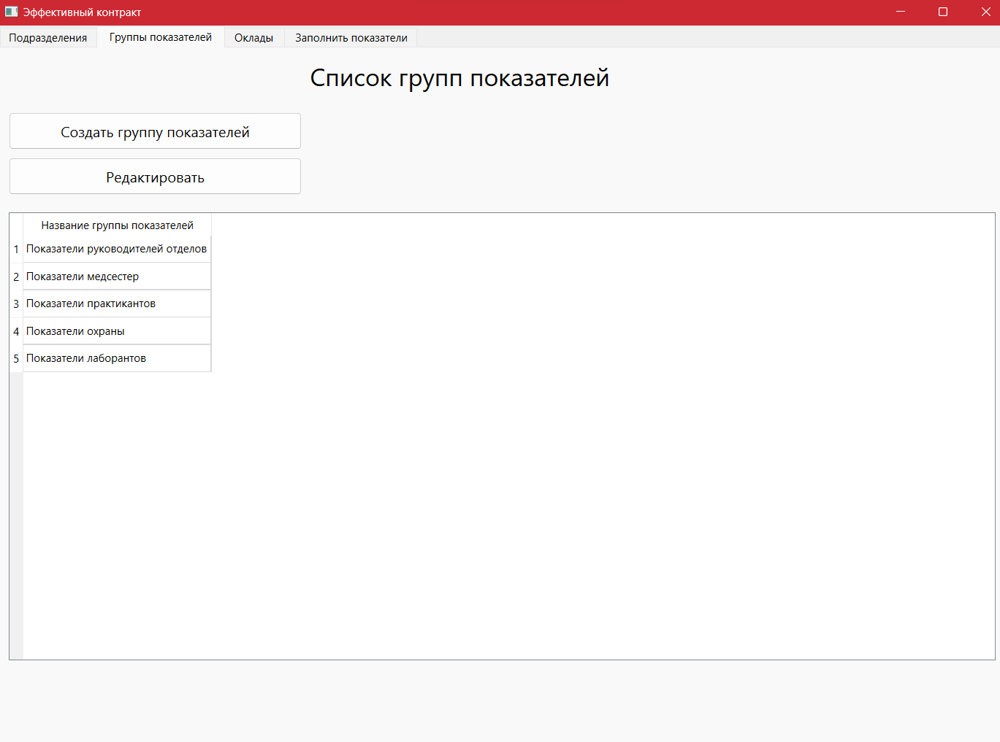 Эффективный контракт
Подразделения Группы показателей Оклады Заполнить показатели
Список групп показателей
Создать группу показателей
Редактировать
Название группы показателей
1 Показатели руководителей отделов
2 Показатели медсестер
3 Показатели практикантов
4 Показатели охраны
5 Показатели лаборантов